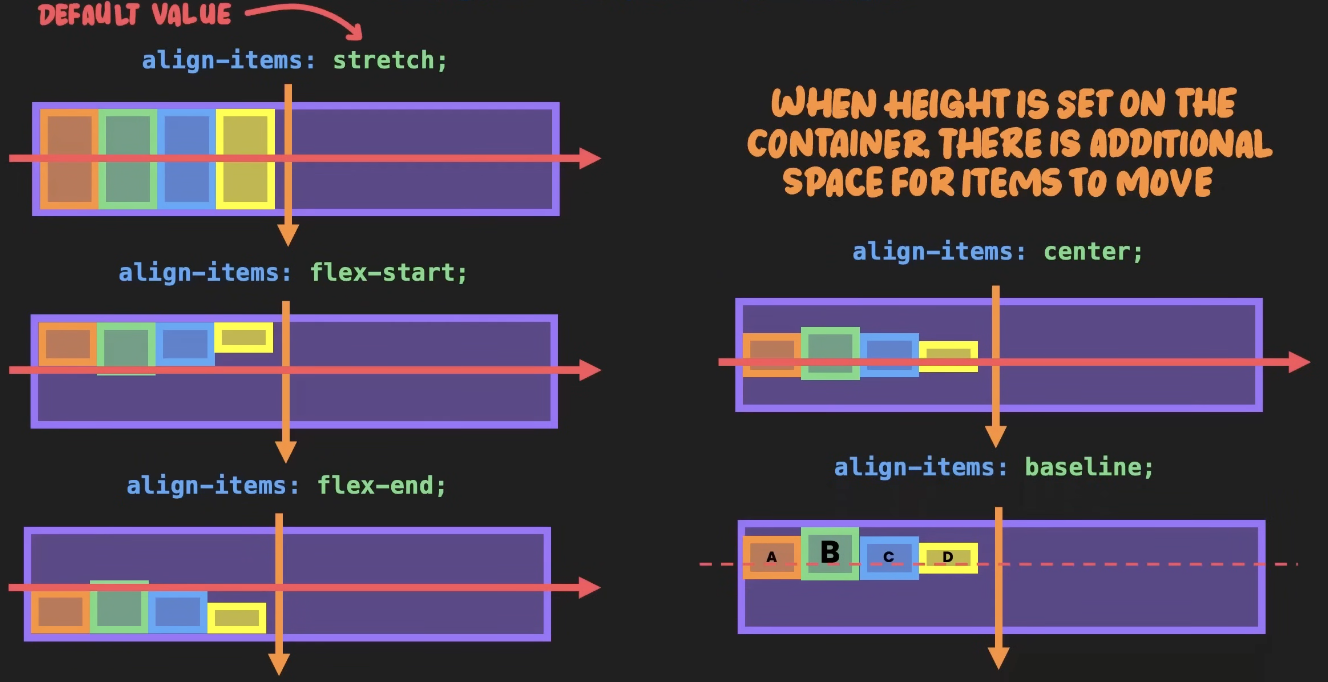 DEFAULT VALUE
align-items: stretch;
align-items: flex-start;
align-items: flex-end;
WHEN HEIGHT IS SET ON THE
CONTAINER, THERE IS ADDITIONAL
SPACE FOR ITEMS TO MOVE
align-items: center;
align-items: baseline;
A B C D